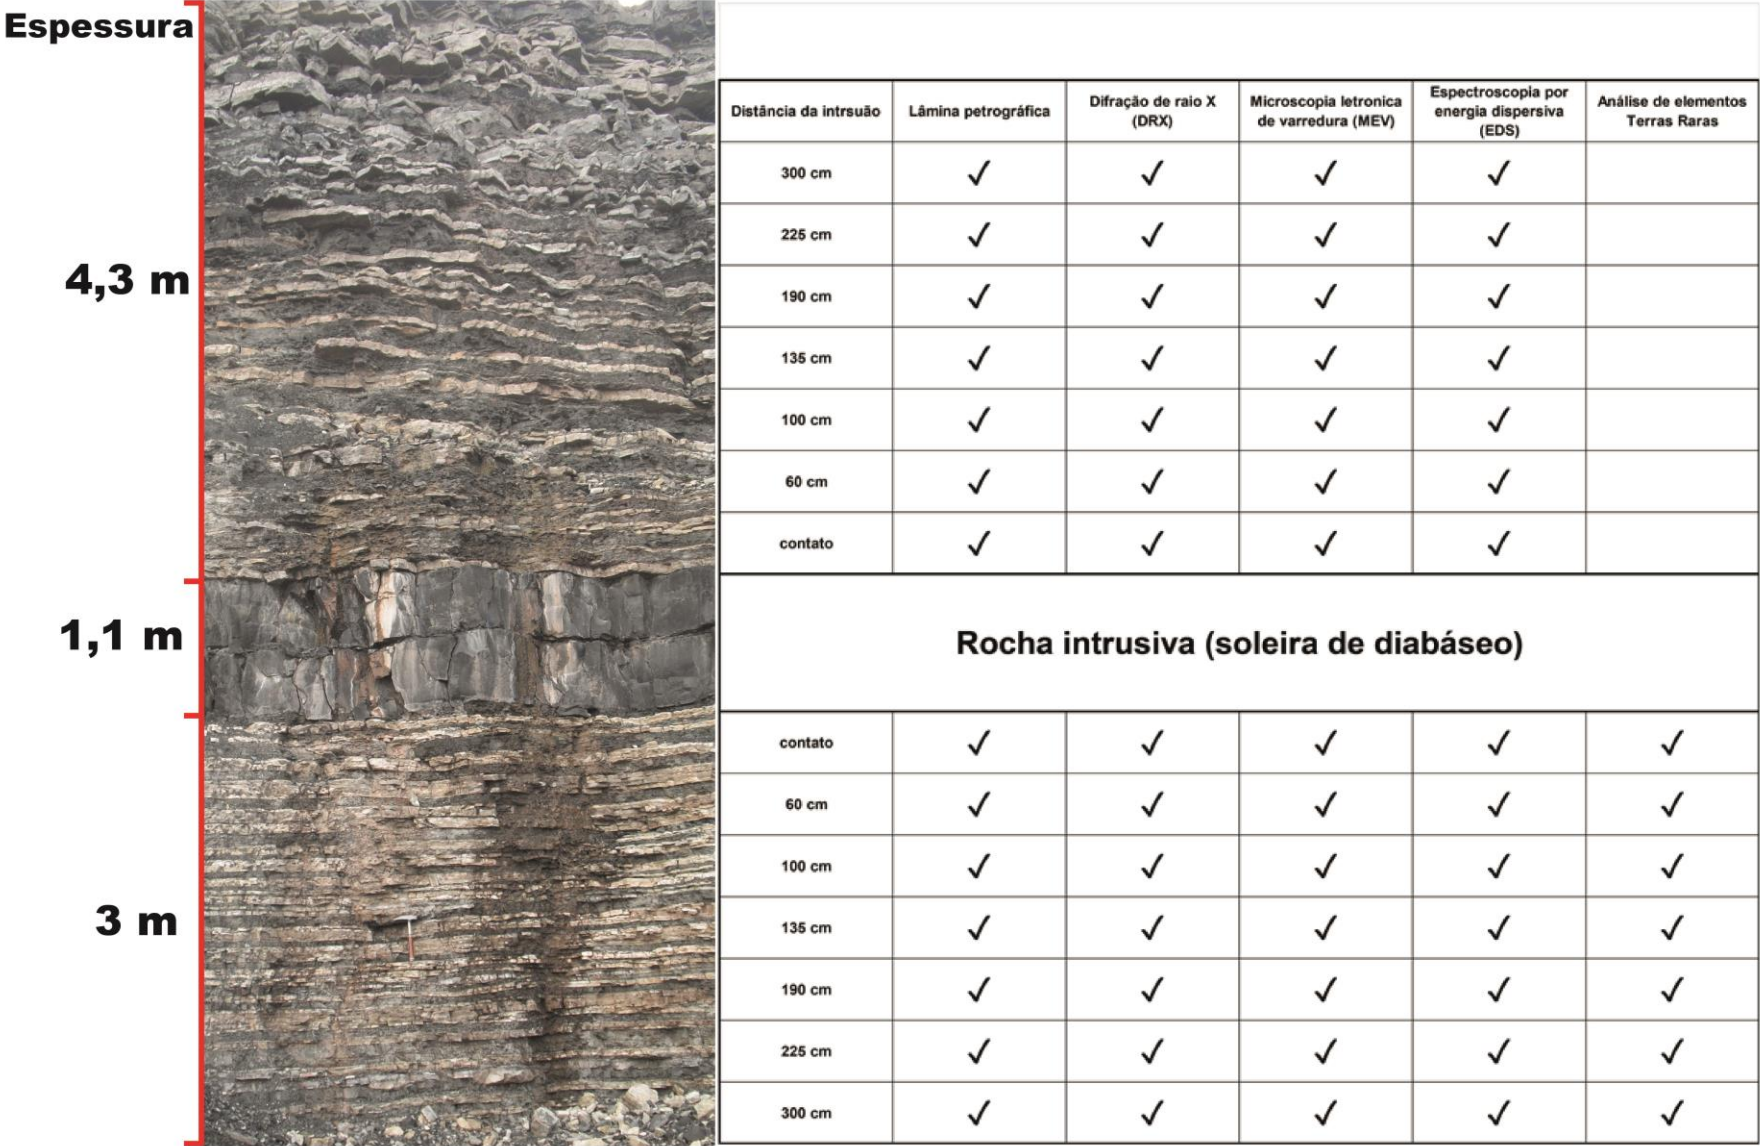 Espessura
4,3 m
1,1 m
3 m
Distância da intrsuão
Lâmina petrográfica
Difração de raio X
(DRX)
Microscopia letronica
de varredura (MEV)
Espectroscopia por
energia dispersiva
(EDS)
Análise de elementos
Terras Raras
300 cm ✓ ✓ ✓ ✓
225 cm ✓ ✓ ✓ ✓
190 cm ✓ ✓ ✓ ✓
135 cm ✓ ✓ ✓ ✓
100 cm ✓ ✓ ✓ ✓
60 cm ✓ ✓ ✓ ✓
contato ✓ ✓ ✓ ✓
Rocha intrusiva (soleira de diabáseo)
contato ✓ ✓ ✓ ✓ ✓
60 cm ✓ ✓ ✓ ✓ ✓
100 cm ✓ ✓ ✓ ✓ ✓
135 cm ✓ ✓ ✓ ✓ ✓
190 cm ✓ ✓ ✓ ✓ ✓
225 cm ✓ ✓ ✓ ✓ ✓
300 cm ✓ ✓ ✓ ✓ ✓